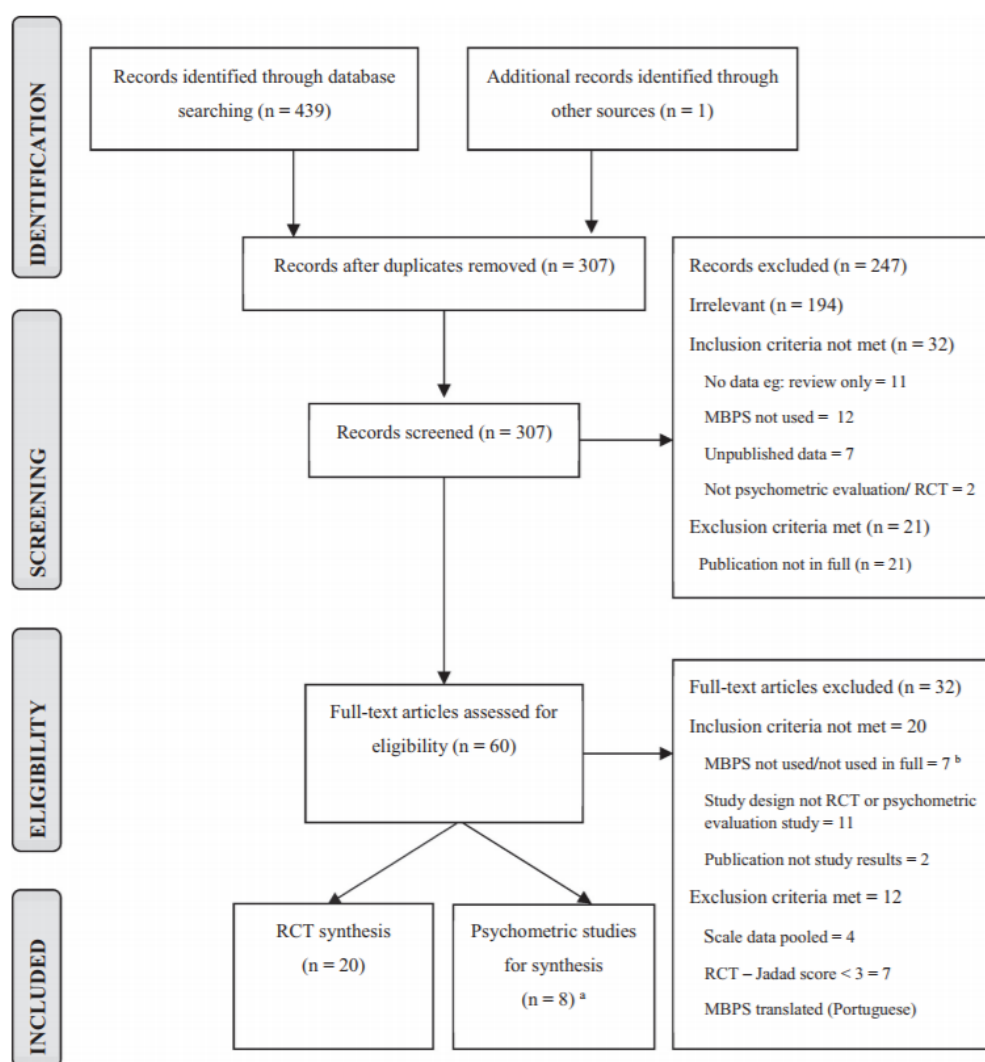 IDENTIFICATION
Records identified through database
searching (n = 439)
Additional records identified through
other sources (n = 1)
Records after duplicates removed (n = 307)
SCREENING
Records screened (n = 307)
Records excluded (n = 247)
Irrelevant (n = 194)
Inclusion criteria not met (n = 32)
No data eg: review only = 11
MBPS not used = 12
Unpublished data = 7
Not psychometric evaluation/ RCT = 2
Exclusion criteria met (n = 21)
Publication not in full (n = 21)
ELIGIBILITY
Full-text articles assessed for
eligibility (n = 60)
Full-text articles excluded (n = 32)
Inclusion criteria not met = 20
MBPS not used/not used in full = 7 b
Study design not RCT or psychometric
evaluation study = 11
Publication not study results = 2
Exclusion criteria met = 12
Scale data pooled = 4
RCT – Jadad score < 3 = 7
MBPS translated (Portuguese)
INCLUDED
RCT synthesis
(n = 20)
Psychometric studies
for synthesis
(n = 8) a